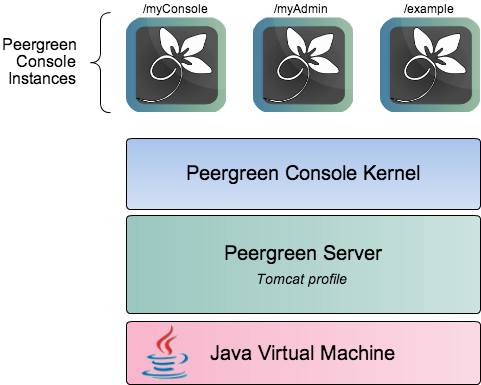 /myConsole
/myAdmin
/example
Peergreen
Console
Instances
Peergreen Console Kernel
Peergreen Server
Tomcat profile
Java Virtual Machine